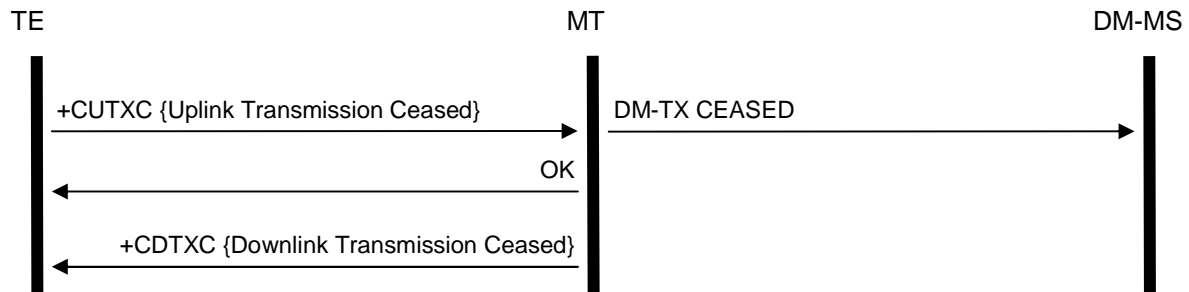 TE
MT
DM-MS
+CUTXC {Uplink Transmission Ceased}
DM-TX CEASED
OK
+CDTXC {Downlink Transmission Ceased}